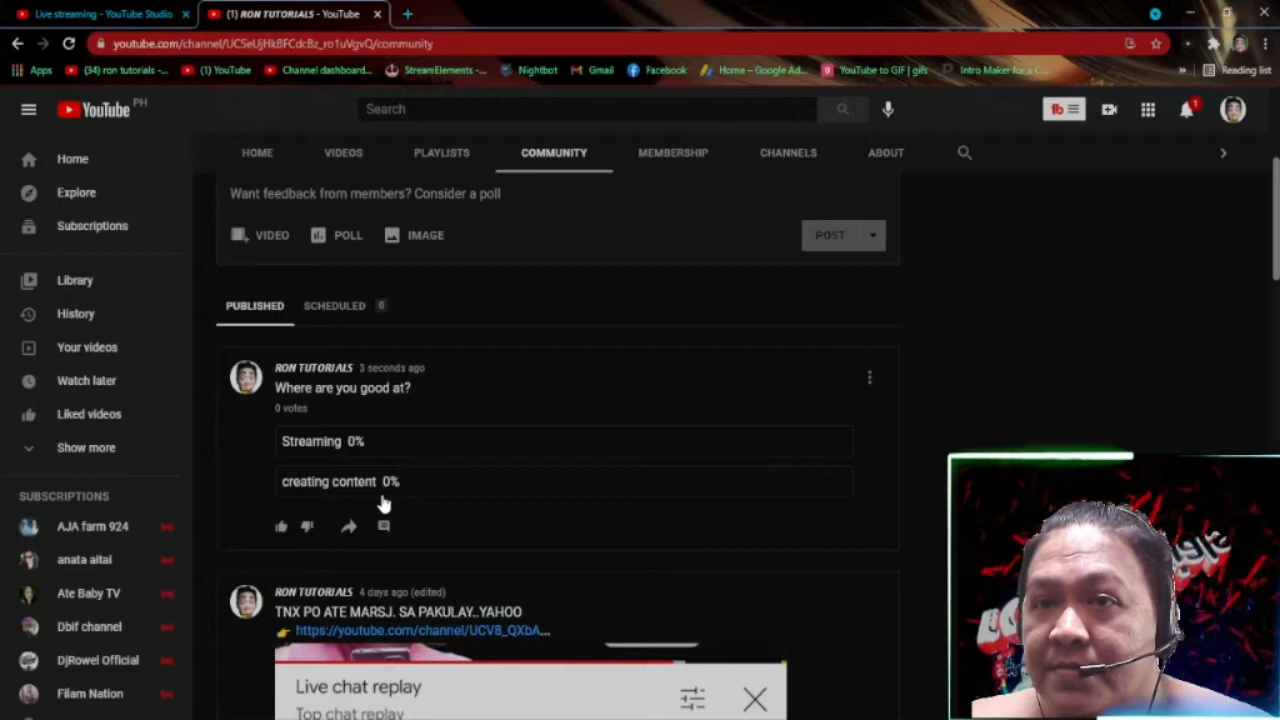 Live streaming - YouTube Studio
(1) RON TUTORIALS - YouTube
youtube.com/channel/UCSeUjHkBFCdcBz_ro1uVgvQ/community
Apps
(34) ron tutorials -...
(1) YouTube
Channel dashboard...
StreamElements -...
Nightbot
Gmail
Facebook
Home – Google Ad...
YouTube to GIF | gifs
Intro Maker for a C...
»
Reading list
YouTube PH
Search
1
HOME
VIDEOS
PLAYLISTS
COMMUNITY
MEMBERSHIP
CHANNELS
ABOUT
Home
Explore
Subscriptions
Library
History
Your videos
Watch later
Liked videos
Show more
SUBSCRIPTIONS
AJA farm 924
anata aital
Ate Baby TV
Dbif channel
DjRowel Official
Filam Nation
Want feedback from members? Consider a poll
VIDEO
POLL
IMAGE
POST
PUBLISHED
SCHEDULED 0
RON TUTORIALS 3 seconds ago
Where are you good at?
0 votes
Streaming 0%
creating content 0%
RON TUTORIALS 4 days ago (edited)
TNX PO ATE MARSJ. SA PAKULAY..YAHOO
https://youtube.com/channel/UCV8_QXbA...
Live chat replay
Top chat replay